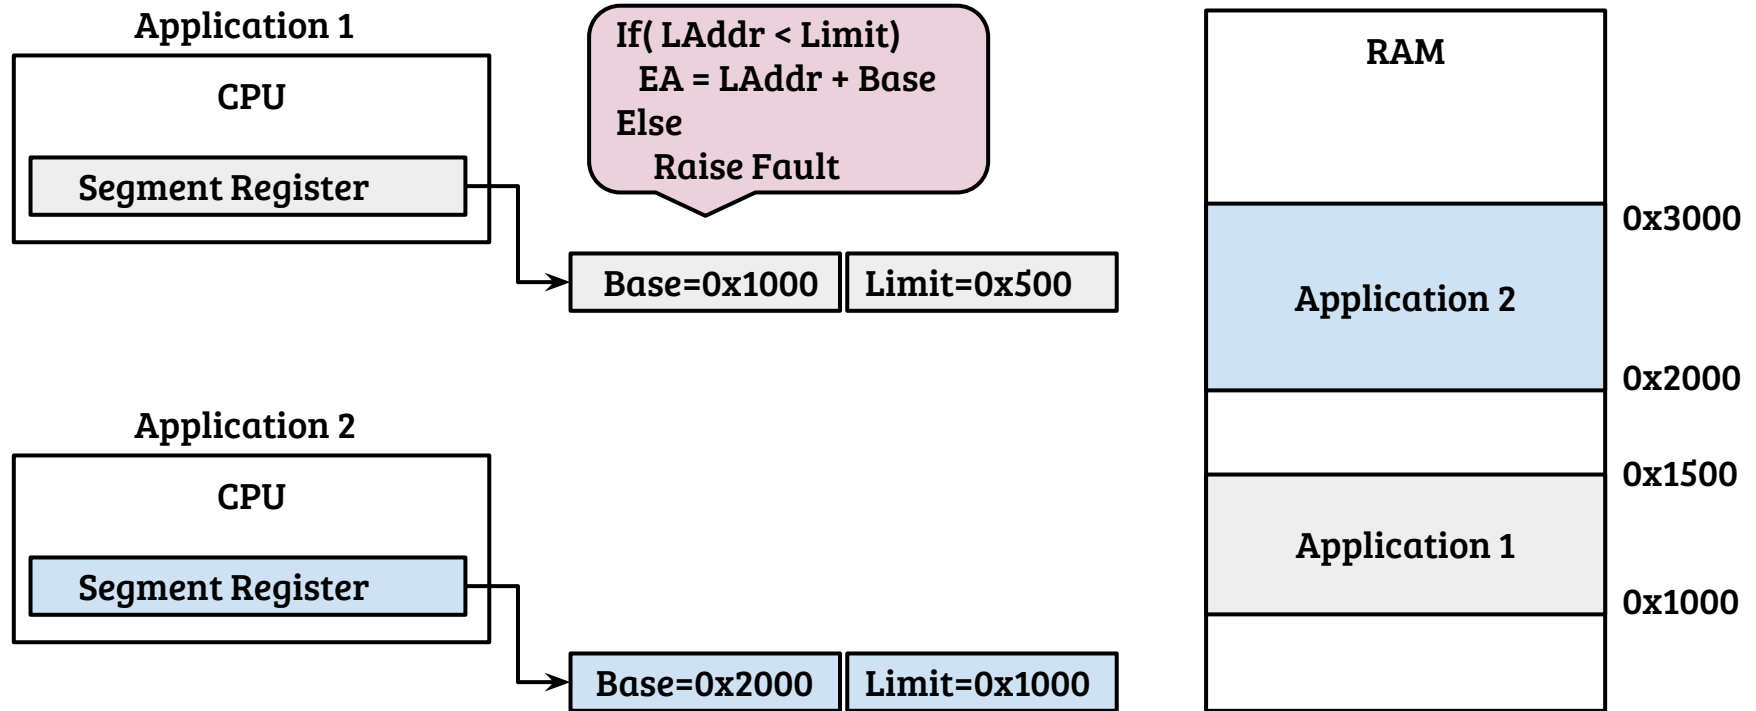 Application 1
CPU
Segment Register
If( LAddr < Limit)
EA = LAddr + Base
Else
Raise Fault
Base=0x1000
Limit=0x500
Application 2
CPU
Segment Register
Base=0x2000
Limit=0x1000
RAM
0x3000
Application 2
0x2000
0x1500
Application 1
0x1000